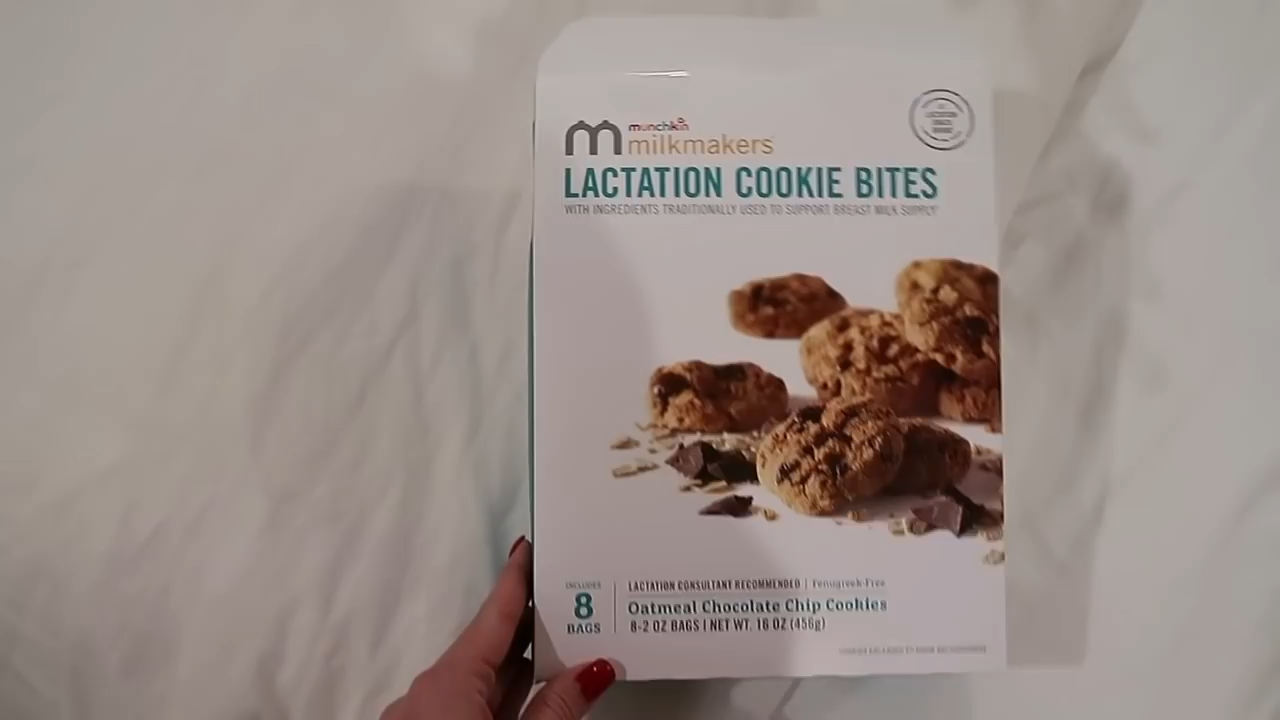 munchkin
milkmakers
LACTATION COOKIE BITES
WITH INGREDIENTS TRADITIONALLY USED TO SUPPORT BREAST MILK SUPPLY
INCLUDES
8
BAGS
LACTATION CONSULTANT RECOMMENDED | Fenugreek-Free
Oatmeal Chocolate Chip Cookies
8-2 OZ BAGS | NET WT. 16 OZ (456g)